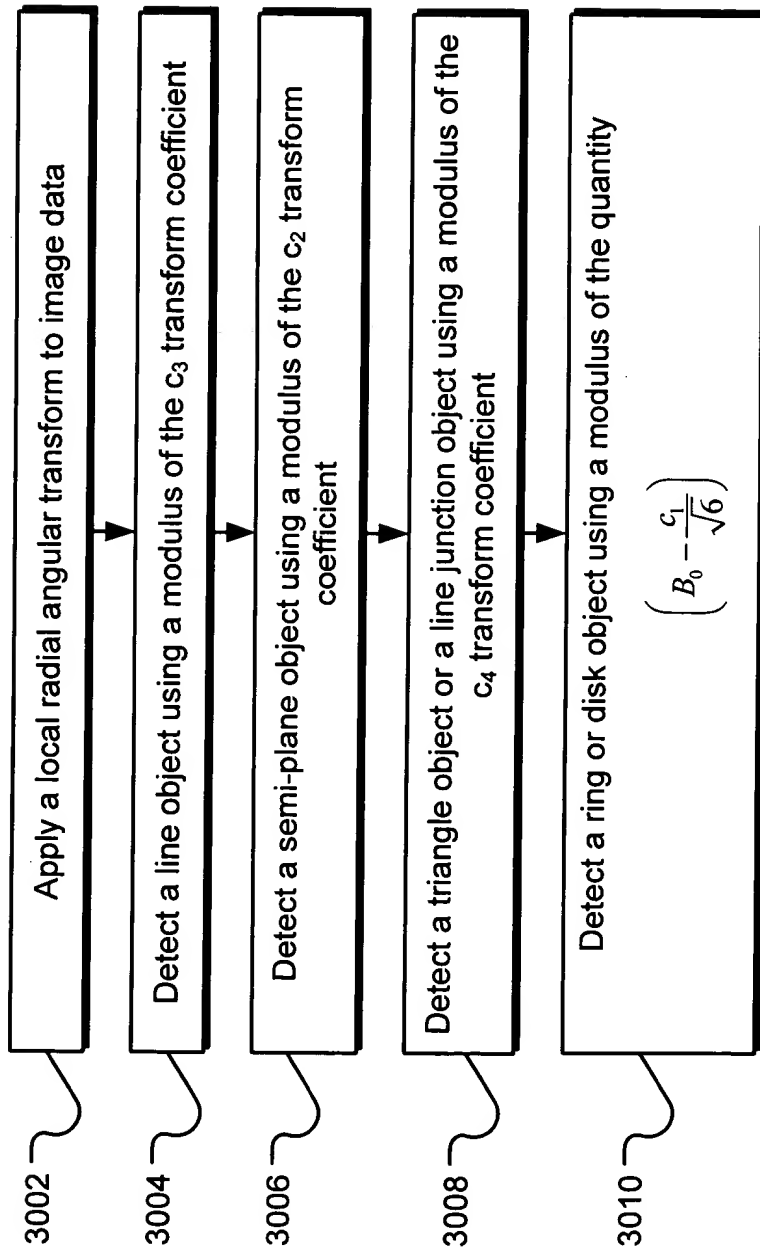 3002
Apply a local radial angular transform to image data
3004
Detect a line object using a modulus of the c₃ transform coefficient
3006
Detect a semi-plane object using a modulus of the c₂ transform
coefficient
3008
Detect a triangle object or a line junction object using a modulus of the
c₄ transform coefficient
3010
Detect a ring or disk object using a modulus of the quantity
(B₀ − c₁/√6)